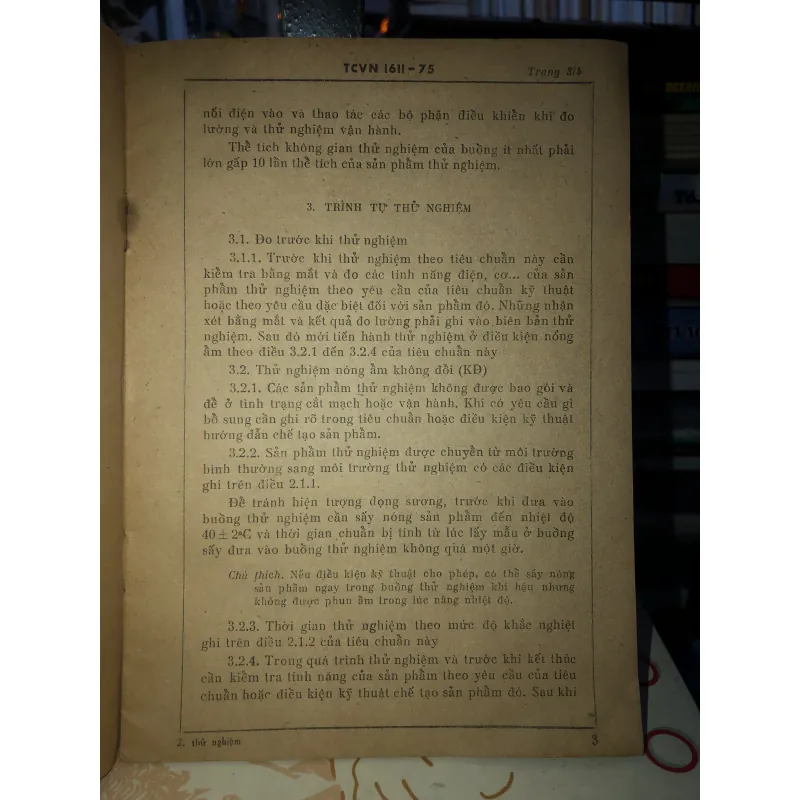 TCVN 1611 - 75
Trang 3/5
nối điện vào và thao tác các bộ phận điều khiển khi đo
lường và thử nghiệm vận hành.
Thể tích không gian thử nghiệm của buồng ít nhất phải
lớn gấp 10 lần thể tích của sản phẩm thử nghiệm.
3. TRÌNH TỰ THỬ NGHIỆM
3.1. Đo trước khi thử nghiệm
3.1.1. Trước khi thử nghiệm theo tiêu chuẩn này cần
kiểm tra bằng mắt và đo các tính năng điện, cơ... của sản
phẩm thử nghiệm theo yêu cầu của tiêu chuẩn kỹ thuật
hoặc theo yêu cầu đặc biệt đối với sản phẩm đó. Những nhận
xét bằng mắt và kết quả đo lường phải ghi vào biên bản thử
nghiệm. Sau đó mới tiến hành thử nghiệm ở điều kiện nồng
ẩm theo điều 3.2.1 đến 3.2.4 của tiêu chuẩn này
3.2. Thử nghiệm nóng ẩm không đổi (KĐ)
3.2.1. Các sản phẩm thử nghiệm không được bao gói và
để ở tình trạng cắt mạch hoặc vận hành. Khi có yêu cầu gì
bổ sung cần ghi rõ trong tiêu chuẩn hoặc điều kiện kỹ thuật
hướng dẫn chế tạo sản phẩm.
3.2.2. Sản phẩm thử nghiệm được chuyển từ môi trường
bình thường sang môi trường thử nghiệm có các điều kiện
ghi trên điều 2.1.1.
Để tránh hiện tượng đọng sương, trước khi đưa vào
buồng thử nghiệm cần sấy nóng sản phẩm đến nhiệt độ
40 ± 2°C và thời gian chuẩn bị tính từ lúc lấy mẫu ở buồng
sấy đưa vào buồng thử nghiệm không quá một giờ.
Chú thích. Nếu điều kiện kỹ thuật cho phép, có thể sấy nóng
sản phẩm ngay trong buồng thử nghiệm khí hậu nhưng
không được phun ẩm trong lúc nâng nhiệt độ.
3.2.3. Thời gian thử nghiệm theo mức độ khắc nghiệt
ghi trên điều 2.1.2 của tiêu chuẩn này
3.2.4. Trong quá trình thử nghiệm và trước khi kết thúc
cần kiểm tra tính năng của sản phẩm theo yêu cầu của tiêu
chuẩn hoặc điều kiện kỹ thuật chế tạo sản phẩm đó. Sau khi
2. thử nghiệm
3